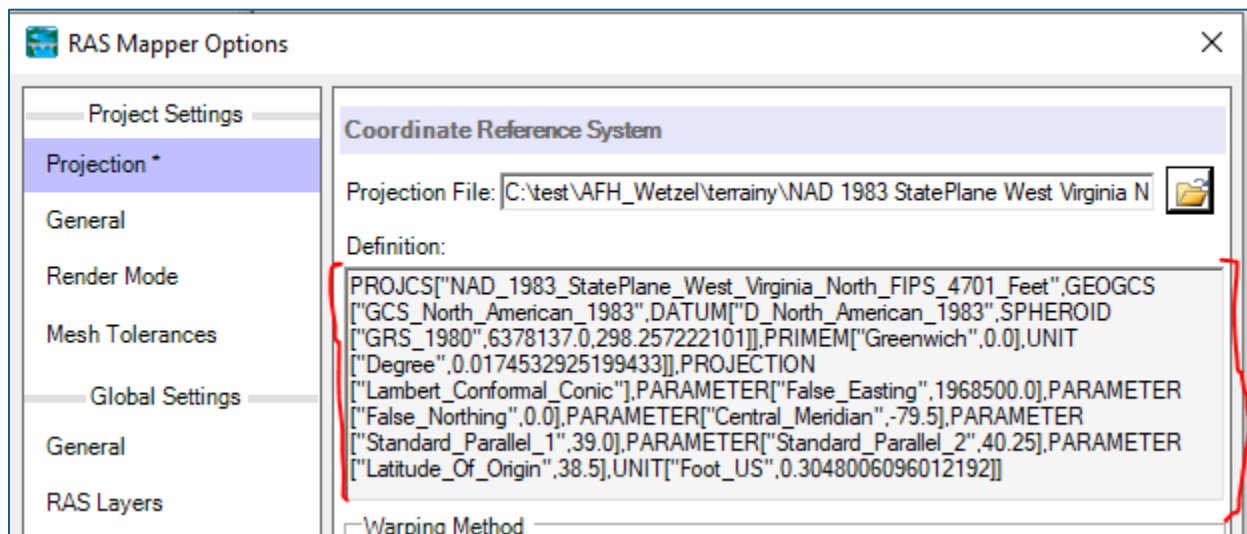 RAS Mapper Options
Project Settings
Projection *
General
Render Mode
Mesh Tolerances
Global Settings
General
RAS Layers
Coordinate Reference System
Projection File: C:\test\AFH_Wetzel\terrainy\NAD 1983 StatePlane West Virginia N
Definition:
PROJCS["NAD_1983_StatePlane_West_Virginia_North_FIPS_4701_Feet",GEOGCS
["GCS_North_American_1983",DATUM["D_North_American_1983",SPHEROID
["GRS_1980",6378137.0,298.257222101]],PRIMEM["Greenwich",0.0],UNIT
["Degree",0.0174532925199433]],PROJECTION
["Lambert_Conformal_Conic"],PARAMETER["False_Easting",1968500.0],PARAMETER
["False_Northing",0.0],PARAMETER["Central_Meridian",-79.5],PARAMETER
["Standard_Parallel_1",39.0],PARAMETER["Standard_Parallel_2",40.25],PARAMETER
["Latitude_Of_Origin",38.5],UNIT["Foot_US",0.3048006096012192]]
Warping Method